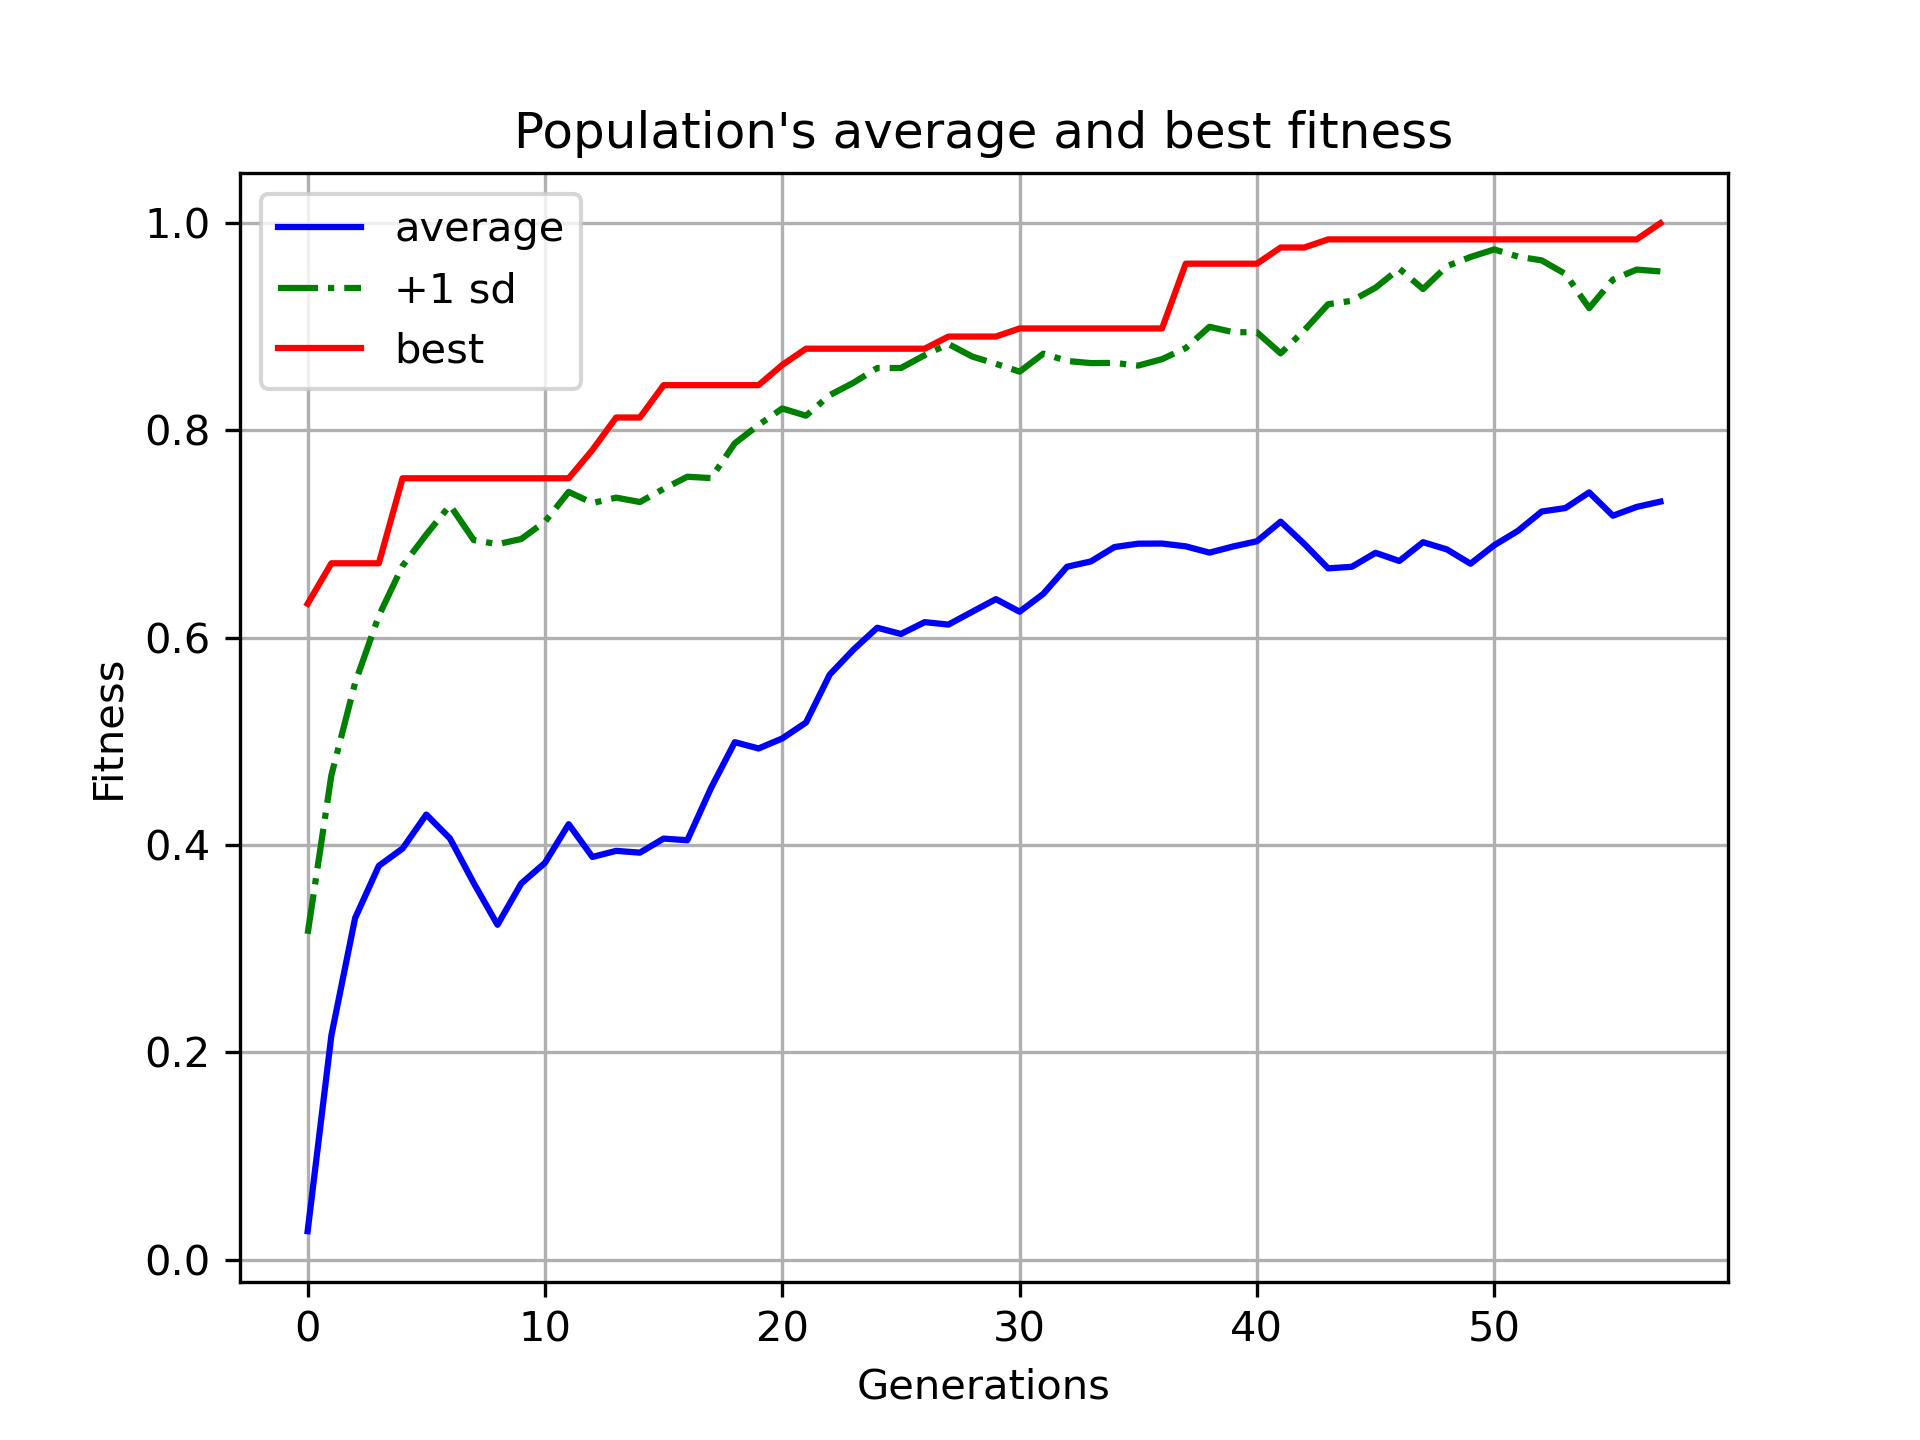 Population's average and best fitness
average
+1 sd
best
1.0
0.8
0.6
0.4
0.2
0.0
Fitness
0 10 20 30 40 50
Generations